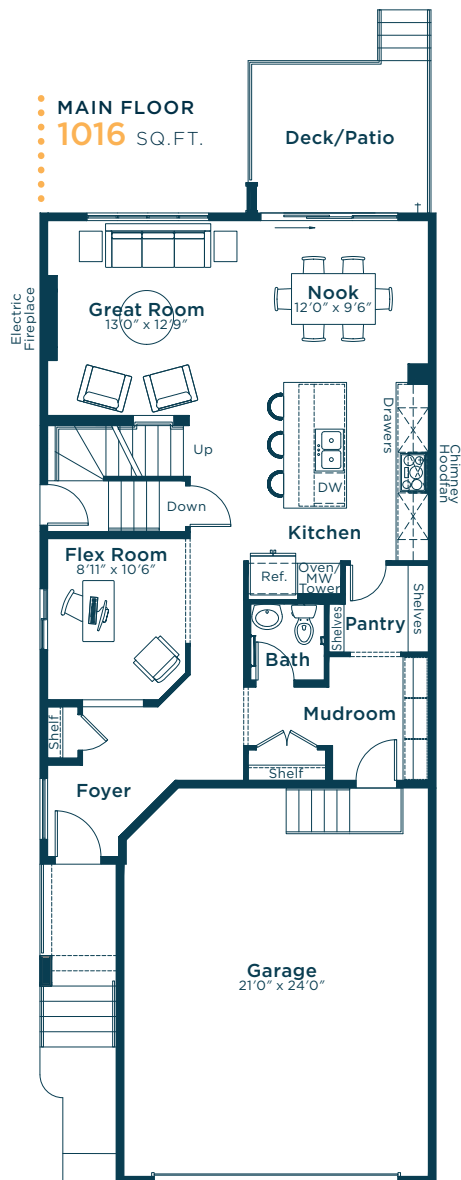 MAIN FLOOR
1016 SQ.FT.
Deck/Patio
Electric
Fireplace
Great Room
13'0" x 12'9"
Nook
12'0" x 9'6"
Drawers
Chimney
Hoodfan
Up
DW
Down
Kitchen
Flex Room
8'11" x 10'6"
Ref.
Oven/
MW
Tower
Shelves
Pantry
Shelves
Bath
Mudroom
Shelf
Shelf
Foyer
Garage
21'0" x 24'0"